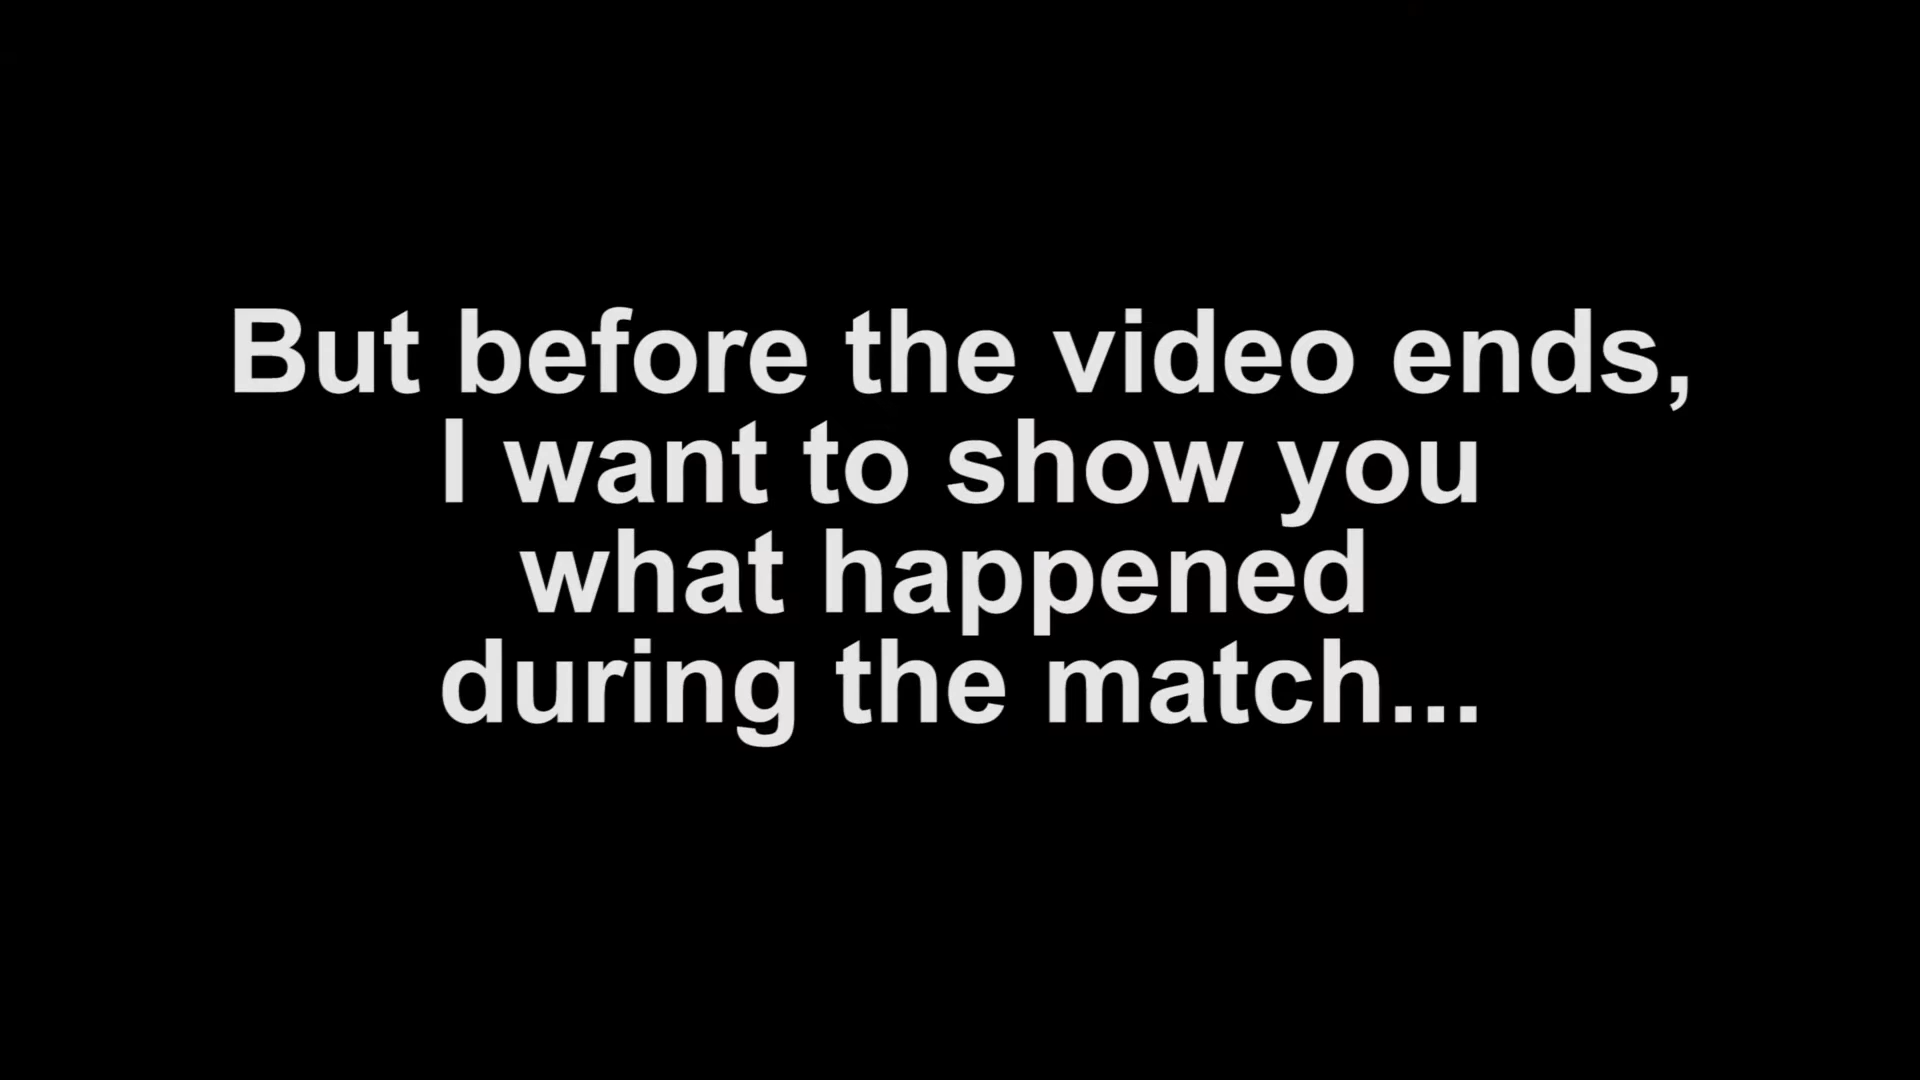 But before the video ends,
I want to show you
what happened
during the match...